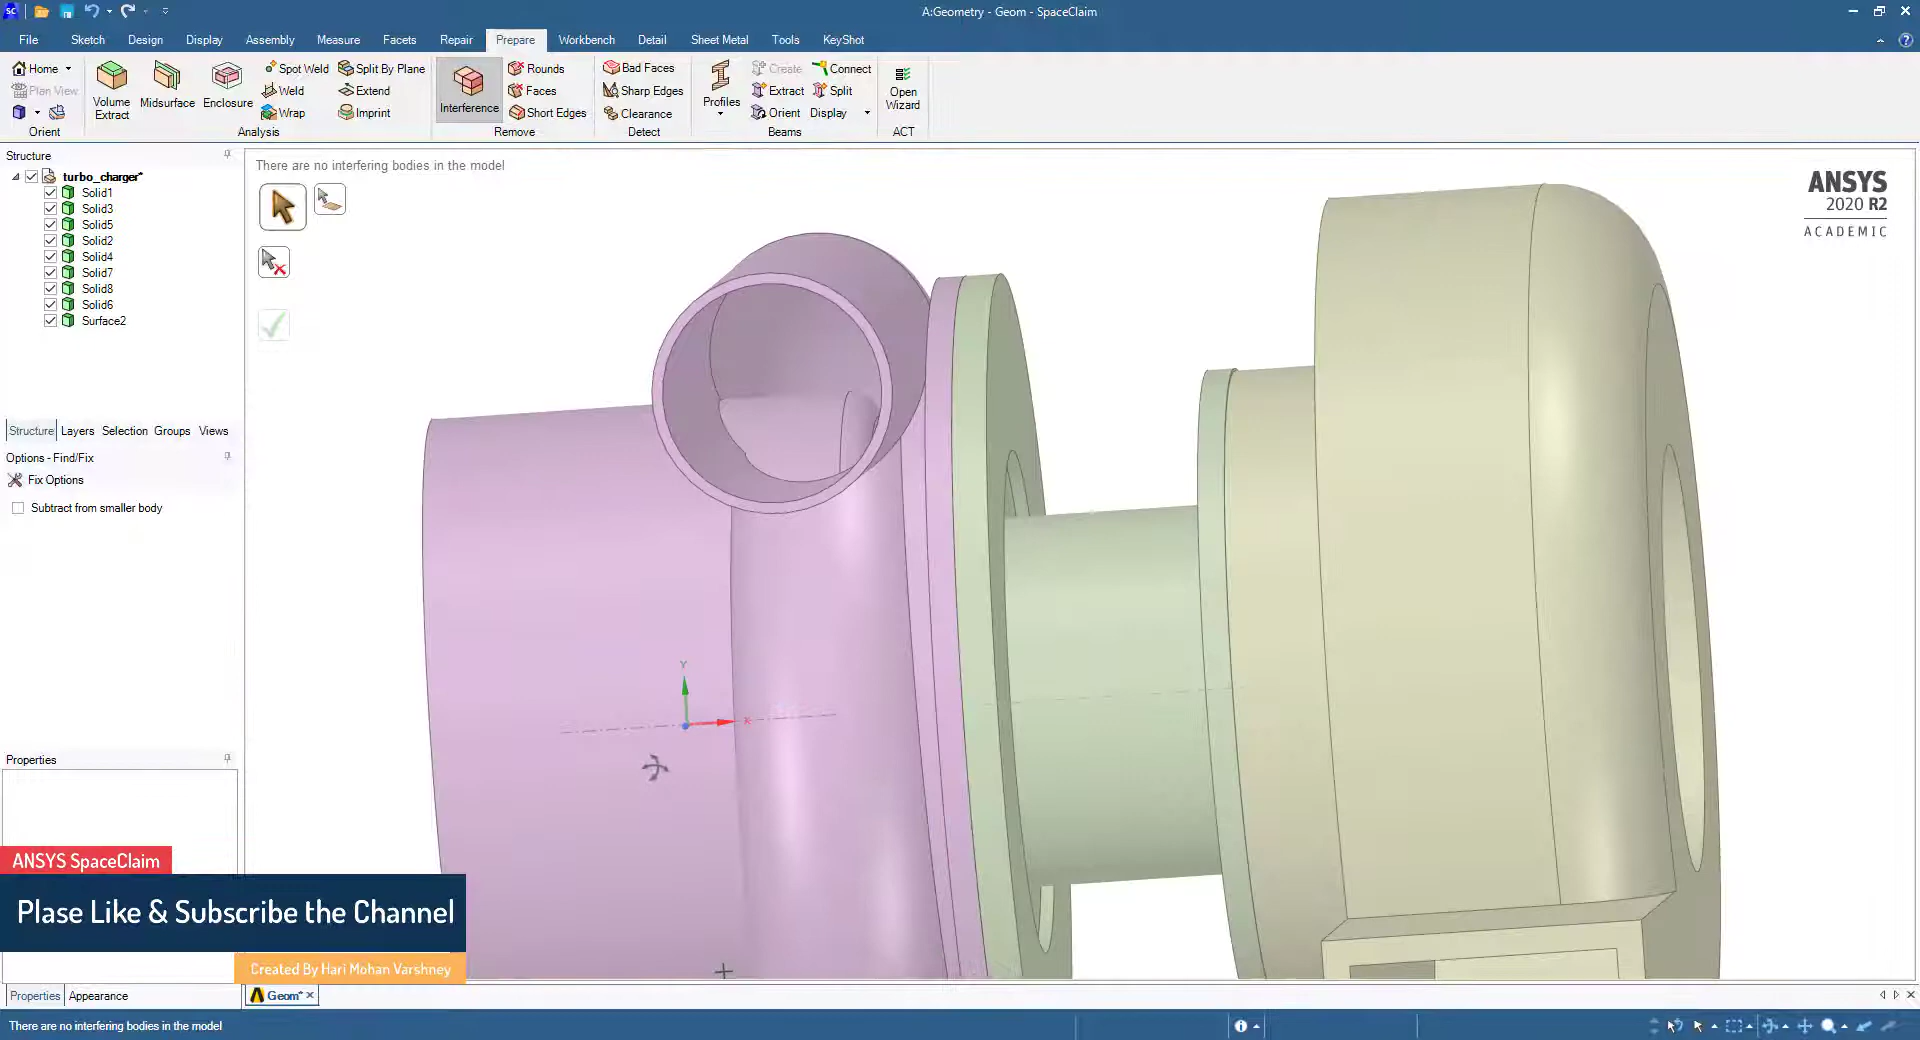 A:Geometry - Geom - SpaceClaim
File Sketch Design Display Assembly Measure Facets Repair Prepare Workbench Detail Sheet Metal Tools KeyShot
Home
Plan View
Orient
Volume Extract
Midsurface
Enclosure
Spot Weld
Weld
Wrap
Split By Plane
Extend
Imprint
Analysis
Interference
Rounds
Faces
Short Edges
Remove
Bad Faces
Sharp Edges
Clearance
Detect
Profiles
Create
Extract
Orient
Connect
Split
Display
Beams
Open Wizard
ACT
Structure
turbo_charger*
Solid1
Solid3
Solid5
Solid2
Solid4
Solid7
Solid8
Solid6
Surface2
Structure Layers Selection Groups Views
Options - Find/Fix
Fix Options
Subtract from smaller body
Properties
There are no interfering bodies in the model
ANSYS
2020 R2
ACADEMIC
Y
X
ANSYS SpaceClaim
Plase Like & Subscribe the Channel
Created By Hari Mohan Varshney
Properties Appearance
Geom*
There are no interfering bodies in the model